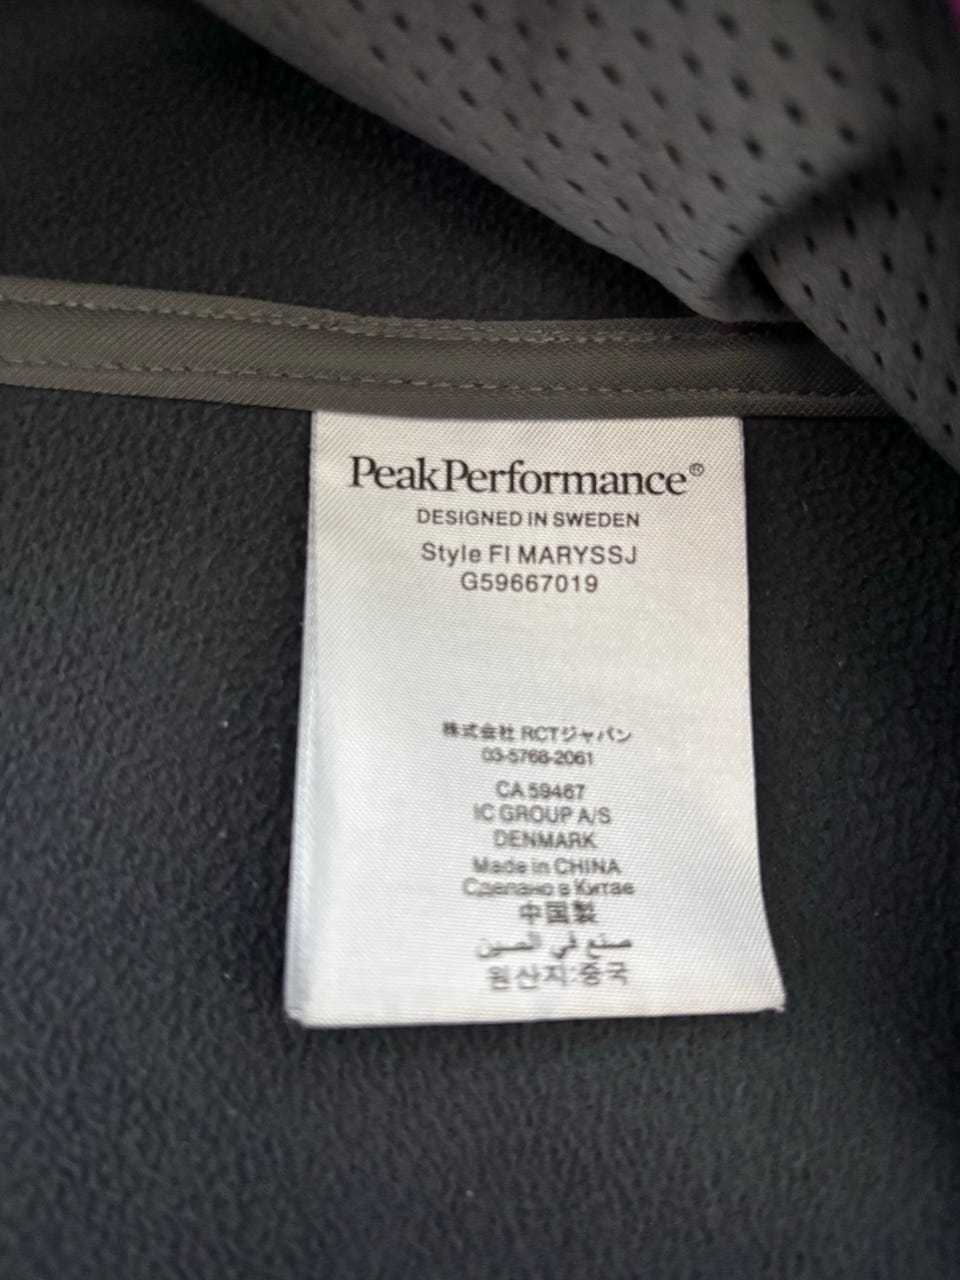 PeakPerformance®
DESIGNED IN SWEDEN
Style FI MARYSSJ
G59667019
株式会社 RCTジャパン
03-5768-2061
CA 59467
IC GROUP A/S
DENMARK
Made in CHINA
Сделано в Китае
中国製
صنع في الصين
원산지:중국